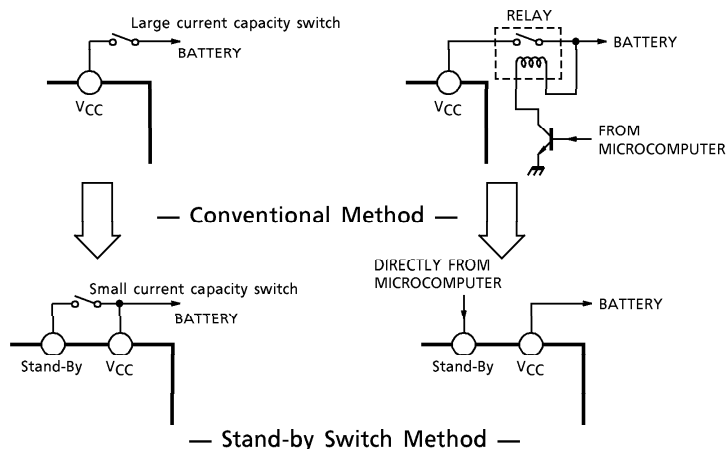 Large current capacity switch
BATTERY
VCC
RELAY
BATTERY
VCC
FROM
MICROCOMPUTER
— Conventional Method —
Small current capacity switch
BATTERY
Stand-By
VCC
DIRECTLY FROM
MICROCOMPUTER
BATTERY
Stand-By
VCC
— Stand-by Switch Method —